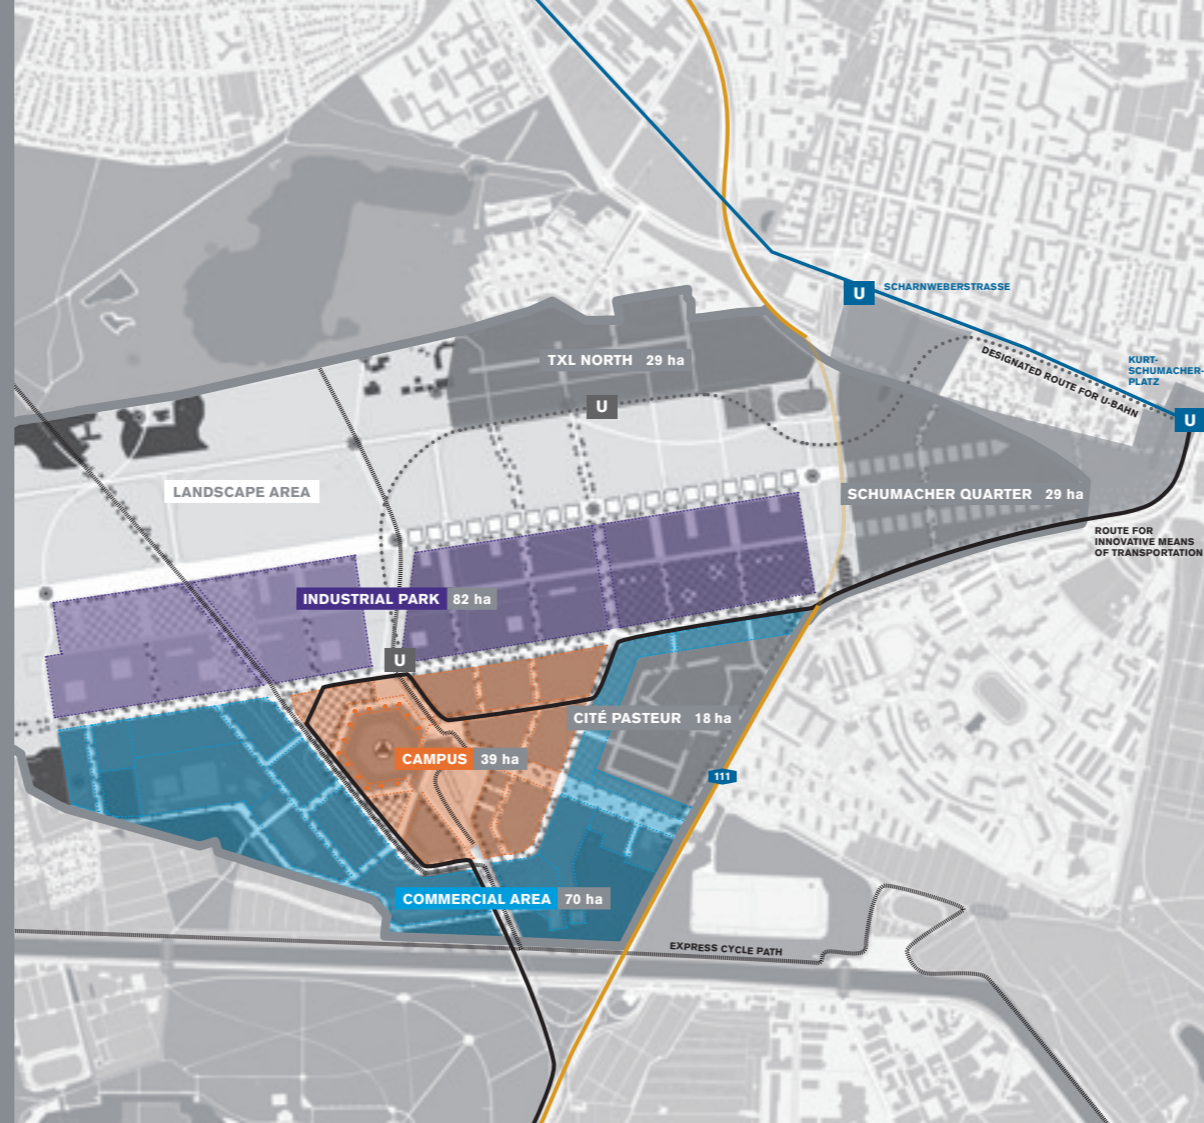 U
SCHARNWEBERSTRASSE
TXL NORTH 29 ha
DESIGNATED ROUTE FOR U-BAHN
KURT-
SCHUMACHER-
PLATZ
U
U
LANDSCAPE AREA
SCHUMACHER QUARTER 29 ha
ROUTE FOR
INNOVATIVE MEANS
OF TRANSPORTATION
INDUSTRIAL PARK 82 ha
U
CITÉ PASTEUR 18 ha
CAMPUS 39 ha
111
COMMERCIAL AREA 70 ha
EXPRESS CYCLE PATH